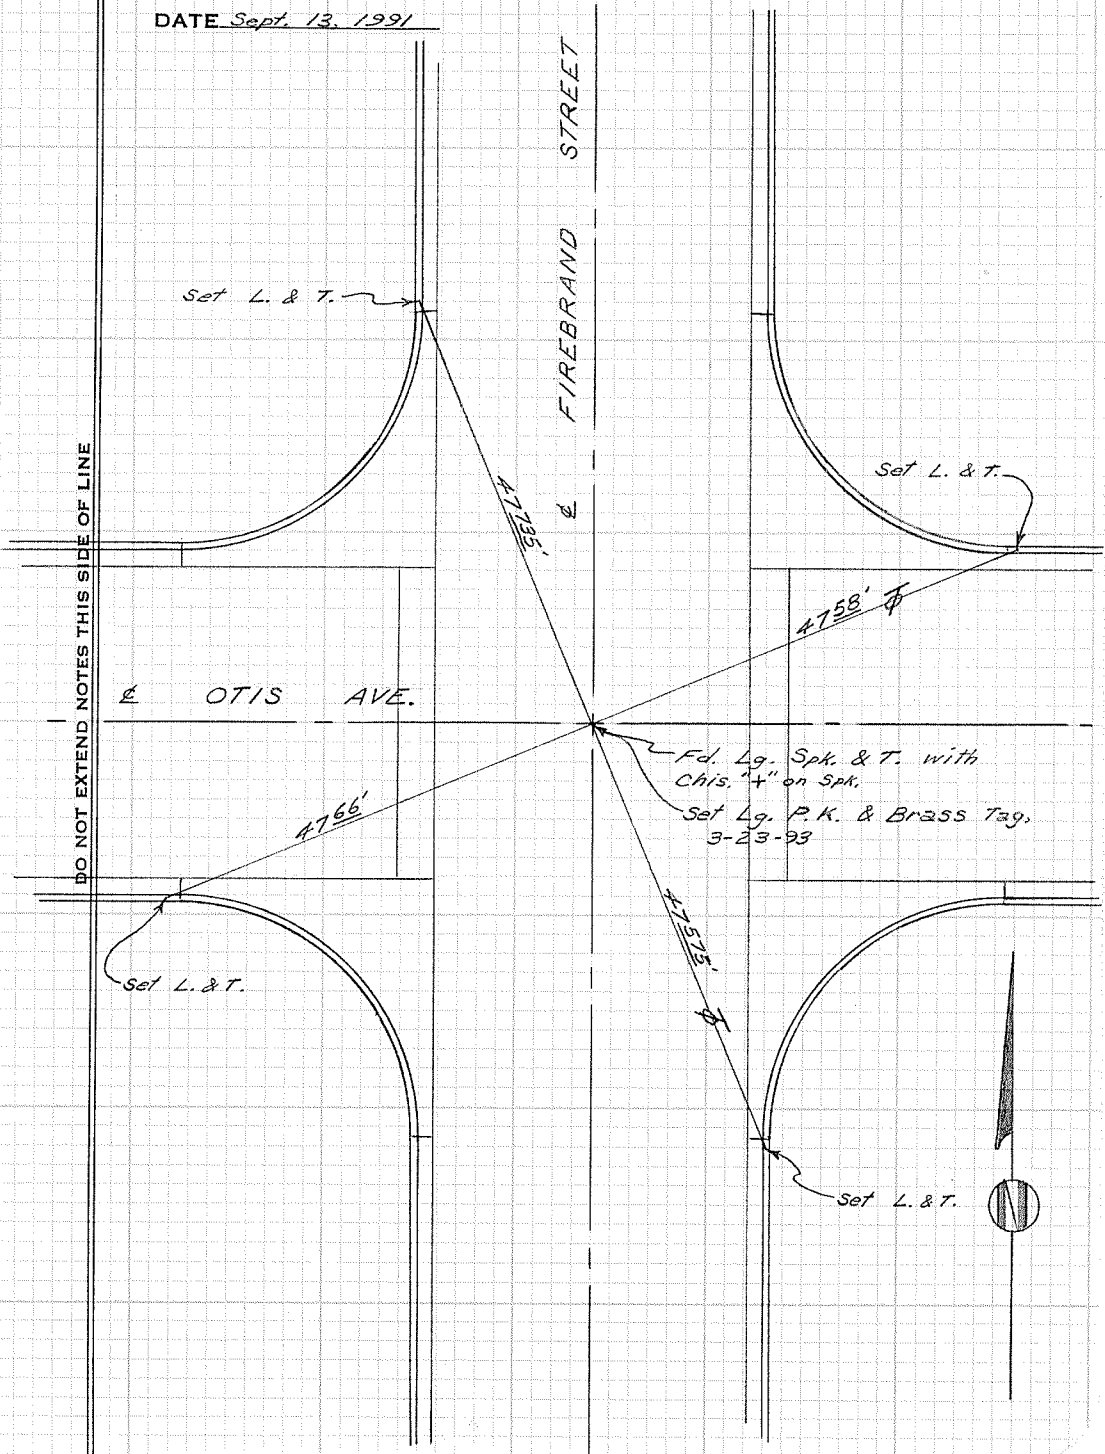 DATE Sept. 13, 1991
℄ FIREBRAND STREET
Set L. & T.
Set L. & T.
DO NOT EXTEND NOTES THIS SIDE OF LINE
47.785'
47.58'
℄ OTIS AVE.
Fd. Lg. Spk. & T. with
Chis. "+" on Spk.
Set Lg. P.K. & Brass Tag,
3-23-93
47.66'
47.575'
Set L. & T.
Set L. & T.
N